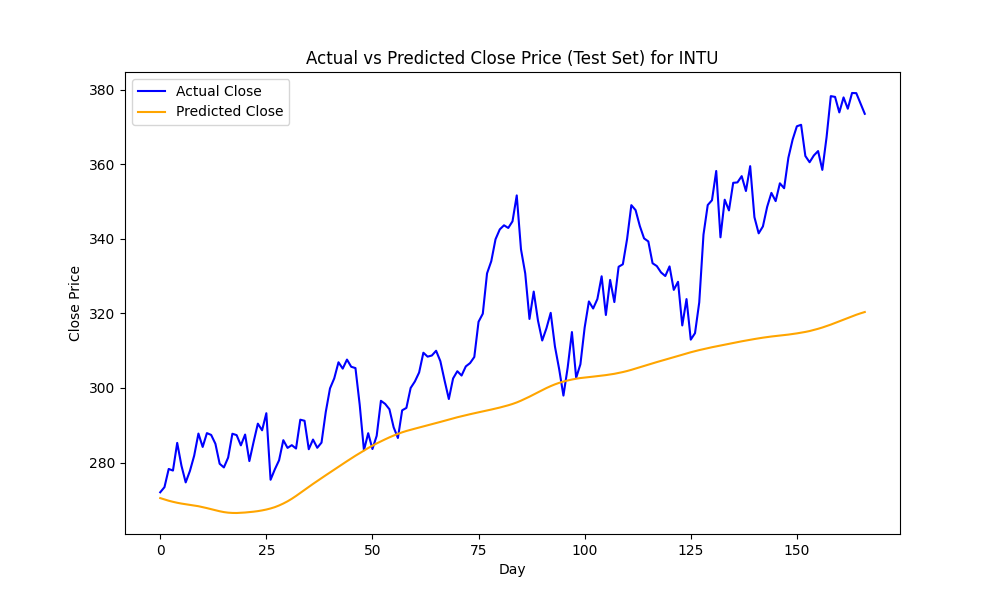 Actual vs Predicted Close Price (Test Set) for INTU
Actual Close
Predicted Close
Close Price
380
360
340
320
300
280
0 25 50 75 100 125 150
Day